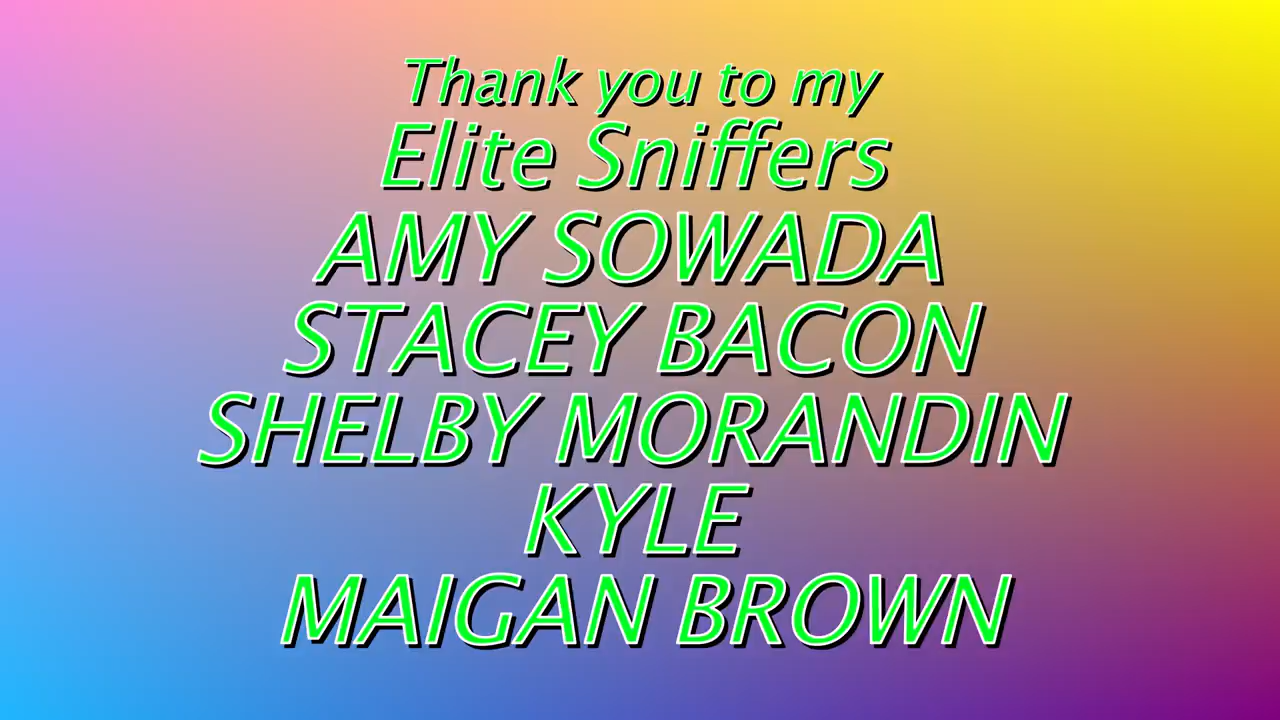 Thank you to my
Elite Sniffers
AMY SOWADA
STACEY BACON
SHELBY MORANDIN
KYLE
MAIGAN BROWN